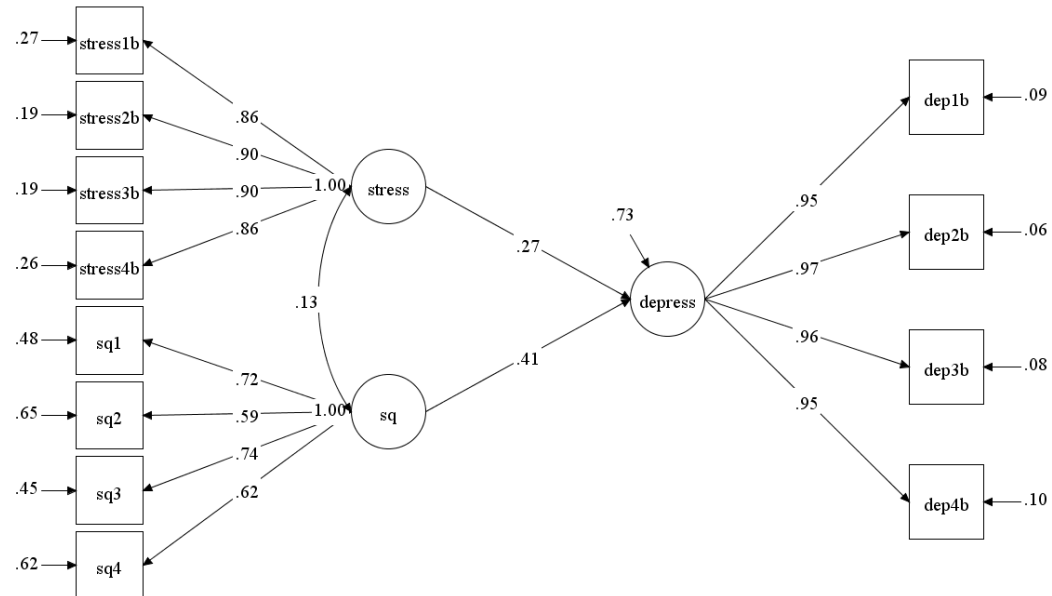 .27
stress1b
.86
.19
stress2b
.90
.19
stress3b
.90
1.00
stress
.86
.26
stress4b
.13
.48
sq1
.72
.65
sq2
.59
1.00
sq
.74
.45
sq3
.62
.62
sq4
.27
.41
.73
depress
.95
dep1b
.09
.97
dep2b
.06
.96
dep3b
.08
.95
dep4b
.10